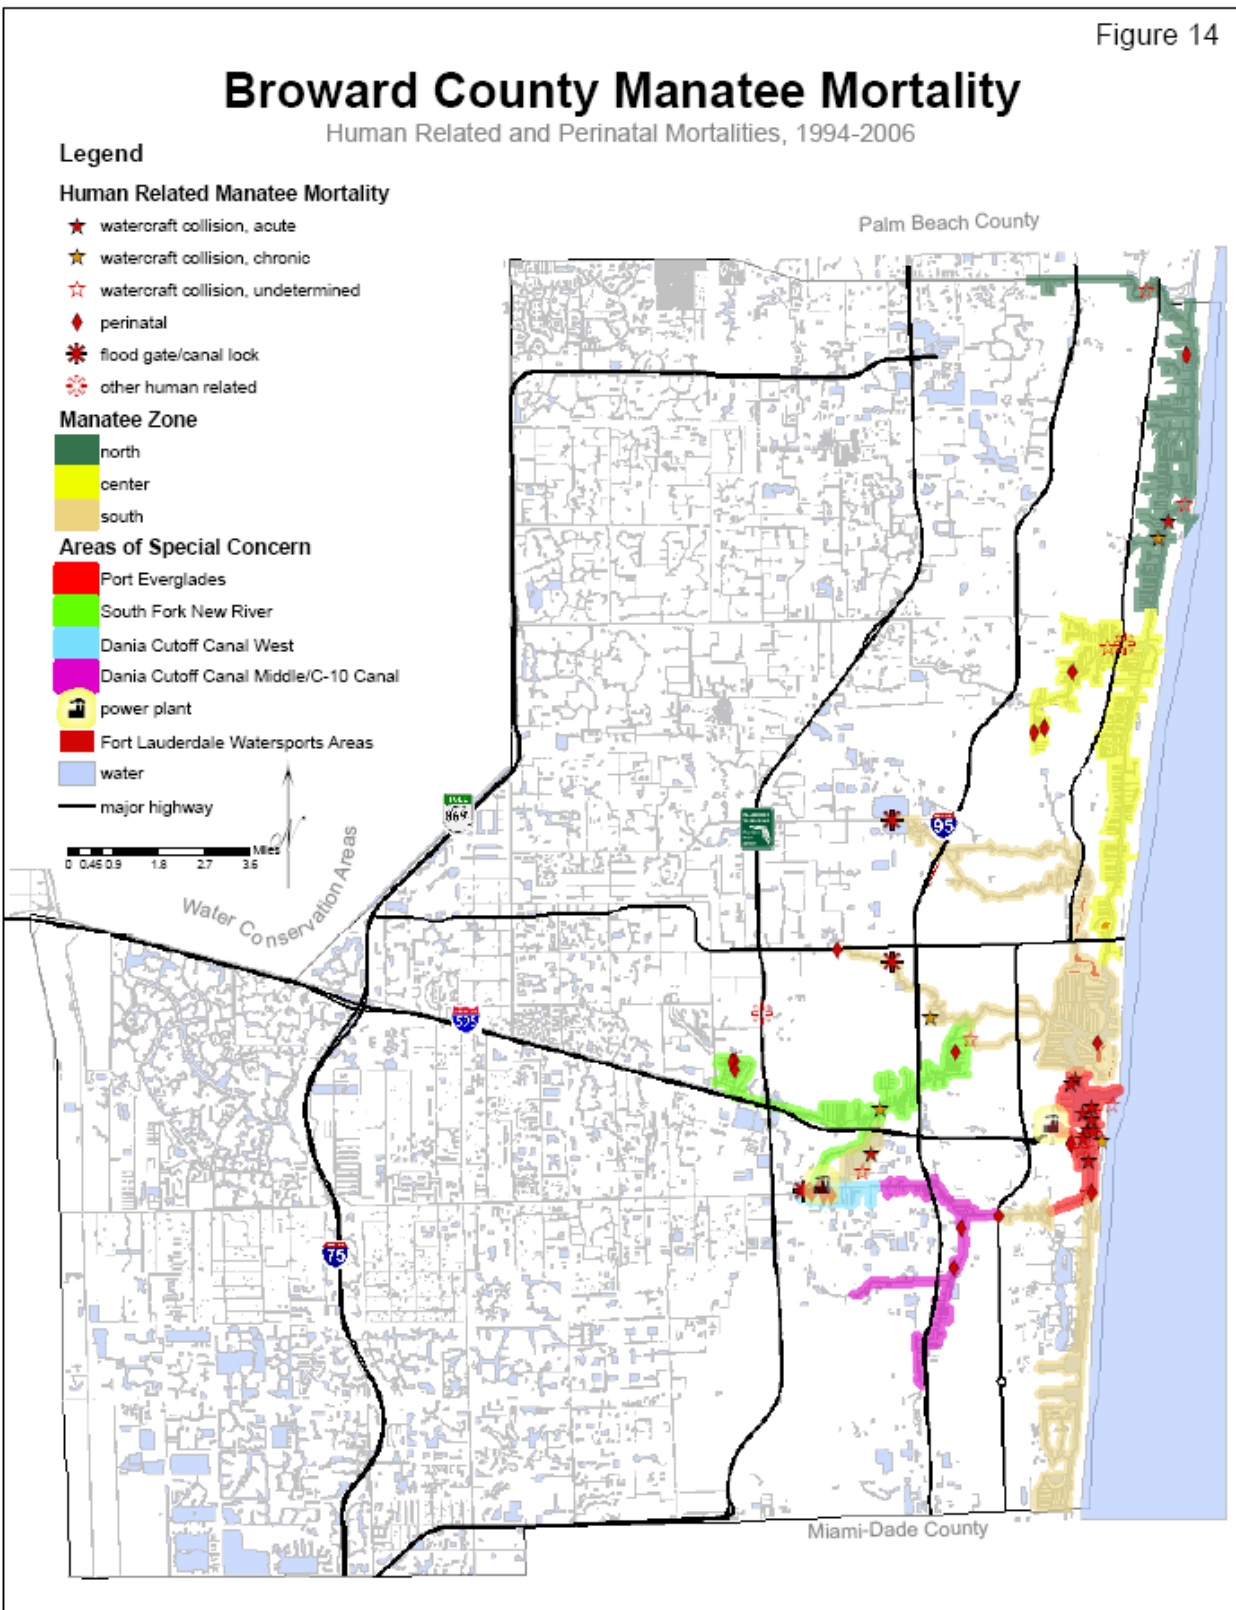 Figure 14
Broward County Manatee Mortality
Human Related and Perinatal Mortalities, 1994-2006
Legend
Human Related Manatee Mortality
watercraft collision, acute
watercraft collision, chronic
watercraft collision, undetermined
perinatal
flood gate/canal lock
other human related
Manatee Zone
north
center
south
Areas of Special Concern
Port Everglades
South Fork New River
Dania Cutoff Canal West
Dania Cutoff Canal Middle/C-10 Canal
power plant
Fort Lauderdale Watersports Areas
water
major highway
0 0.45 0.9 1.8 2.7 3.6 Miles
Palm Beach County
TOLL
869
95
Water Conservation Areas
595
75
Miami-Dade County